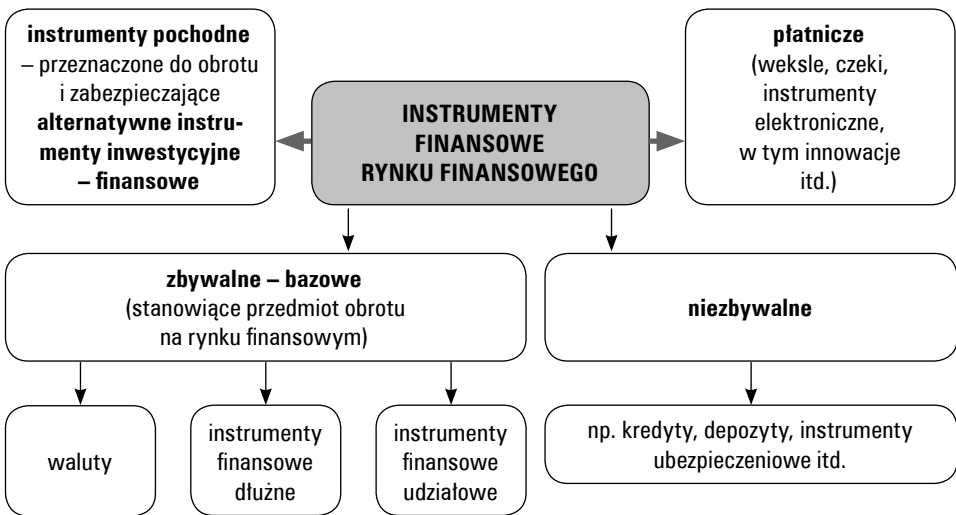 instrumenty pochodne
– przeznaczone do obrotu
i zabezpieczające
alternatywne instru-
menty inwestycyjne
– finansowe
INSTRUMENTY
FINANSOWE
RYNKU FINANSOWEGO
płatnicze
(weksle, czeki,
instrumenty
elektroniczne,
w tym innowacje
itd.)
zbywalne – bazowe
(stanowiące przedmiot obrotu
na rynku finansowym)
niezbywalne
waluty
instrumenty
finansowe
dłużne
instrumenty
finansowe
udziałowe
np. kredyty, depozyty, instrumenty
ubezpieczeniowe itd.